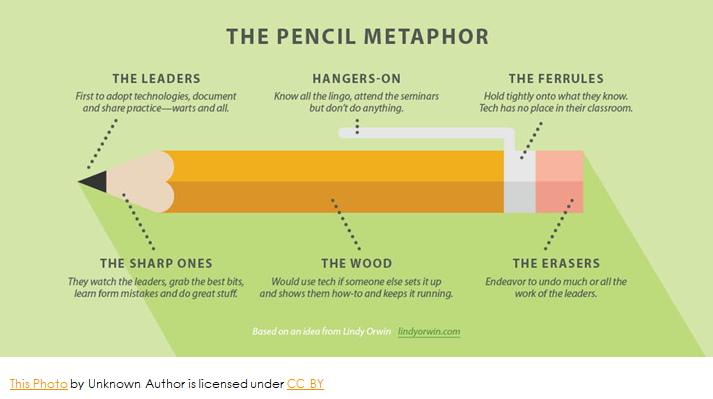 THE PENCIL METAPHOR
THE LEADERS
First to adopt technologies, document
and share practice—warts and all.
HANGERS-ON
Know all the lingo, attend the seminars
but don't do anything.
THE FERRULES
Hold tightly onto what they know.
Tech has no place in their classroom.
THE SHARP ONES
They watch the leaders, grab the best bits,
learn form mistakes and do great stuff.
THE WOOD
Would use tech if someone else sets it up
and shows them how-to and keeps it running.
THE ERASERS
Endeavor to undo much or all the
work of the leaders.
Based on an idea from Lindy Orwin lindyorwin.com
This Photo by Unknown Author is licensed under CC BY